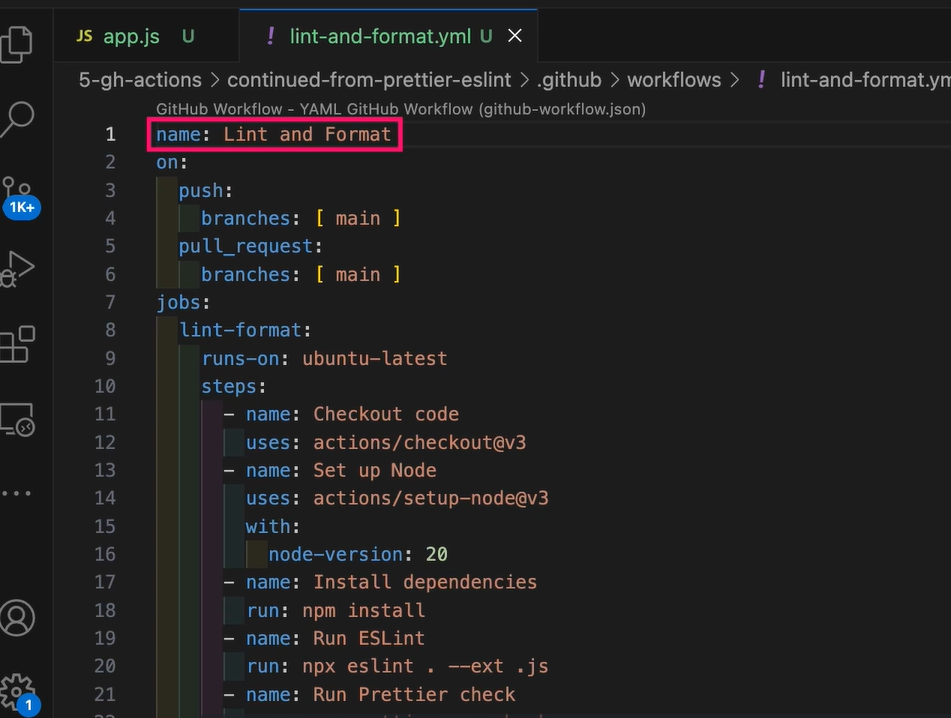 JS app.js U ! lint-and-format.yml U ×
5-gh-actions > continued-from-prettier-eslint > .github > workflows > ! lint-and-format.ym
GitHub Workflow - YAML GitHub Workflow (github-workflow.json)
1 name: Lint and Format
2 on:
3 push:
4 branches: [ main ]
5 pull_request:
6 branches: [ main ]
7 jobs:
8 lint-format:
9 runs-on: ubuntu-latest
10 steps:
11 - name: Checkout code
12 uses: actions/checkout@v3
13 - name: Set up Node
14 uses: actions/setup-node@v3
15 with:
16 node-version: 20
17 - name: Install dependencies
18 run: npm install
19 - name: Run ESLint
20 run: npx eslint . --ext .js
21 - name: Run Prettier check
1K+
1